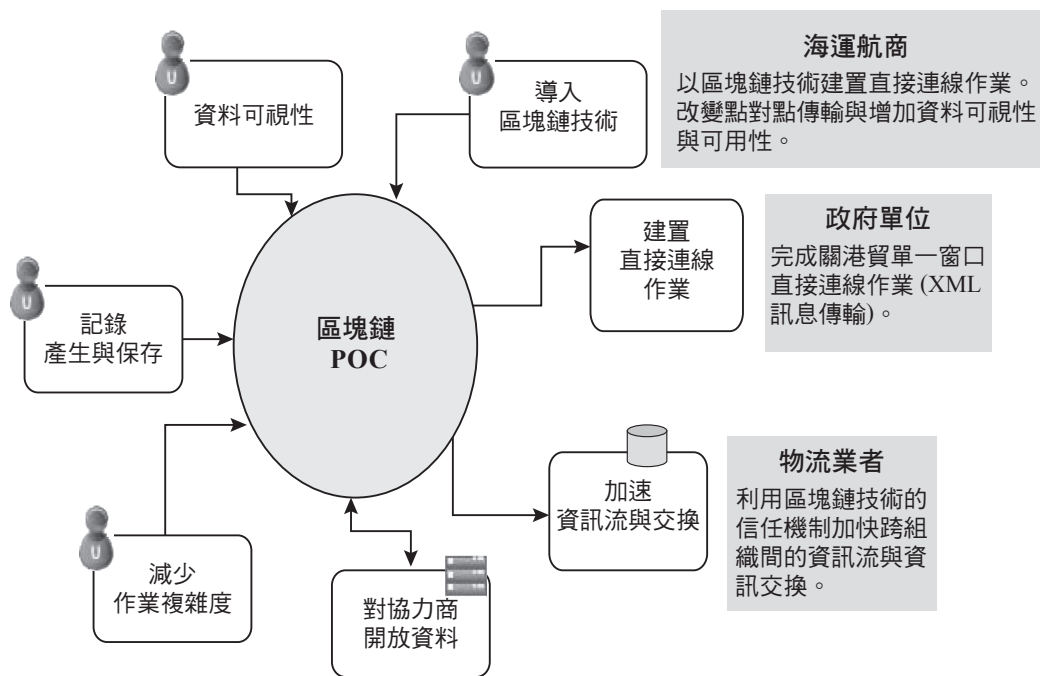 海運航商
以區塊鏈技術建置直接連線作業。
改變點對點傳輸與增加資料可視性
與可用性。
U
資料可視性
U
導入
區塊鏈技術
建置
直接連線
作業
政府單位
完成關港貿單一窗口
直接連線作業 (XML
訊息傳輸)。
U
記錄
產生與保存
區塊鏈
POC
加速
資訊流與交換
物流業者
利用區塊鏈技術的
信任機制加快跨組
織間的資訊流與資
訊交換。
U
減少
作業複雜度
對協力商
開放資料